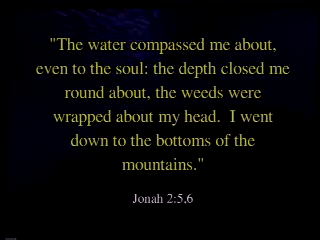 "The water compassed me about,
even to the soul: the depth closed me
round about, the weeds were
wrapped about my head.  I went
down to the bottoms of the
mountains."
Jonah 2:5,6